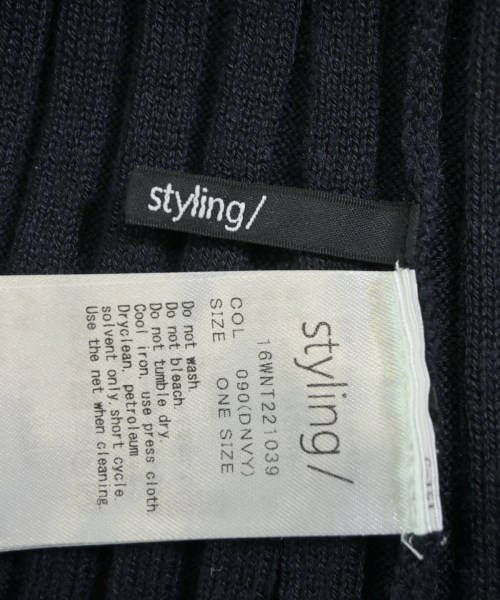 styling/
styling/
16WNT221039
COL 090(DNVY)
SIZE ONE SIZE
Do not wash.
Do not bleach.
Do not tumble dry.
Cool iron, use press cloth
Dryclean, petroleum
solvent only, short cycle.
Use the net when cleaning.